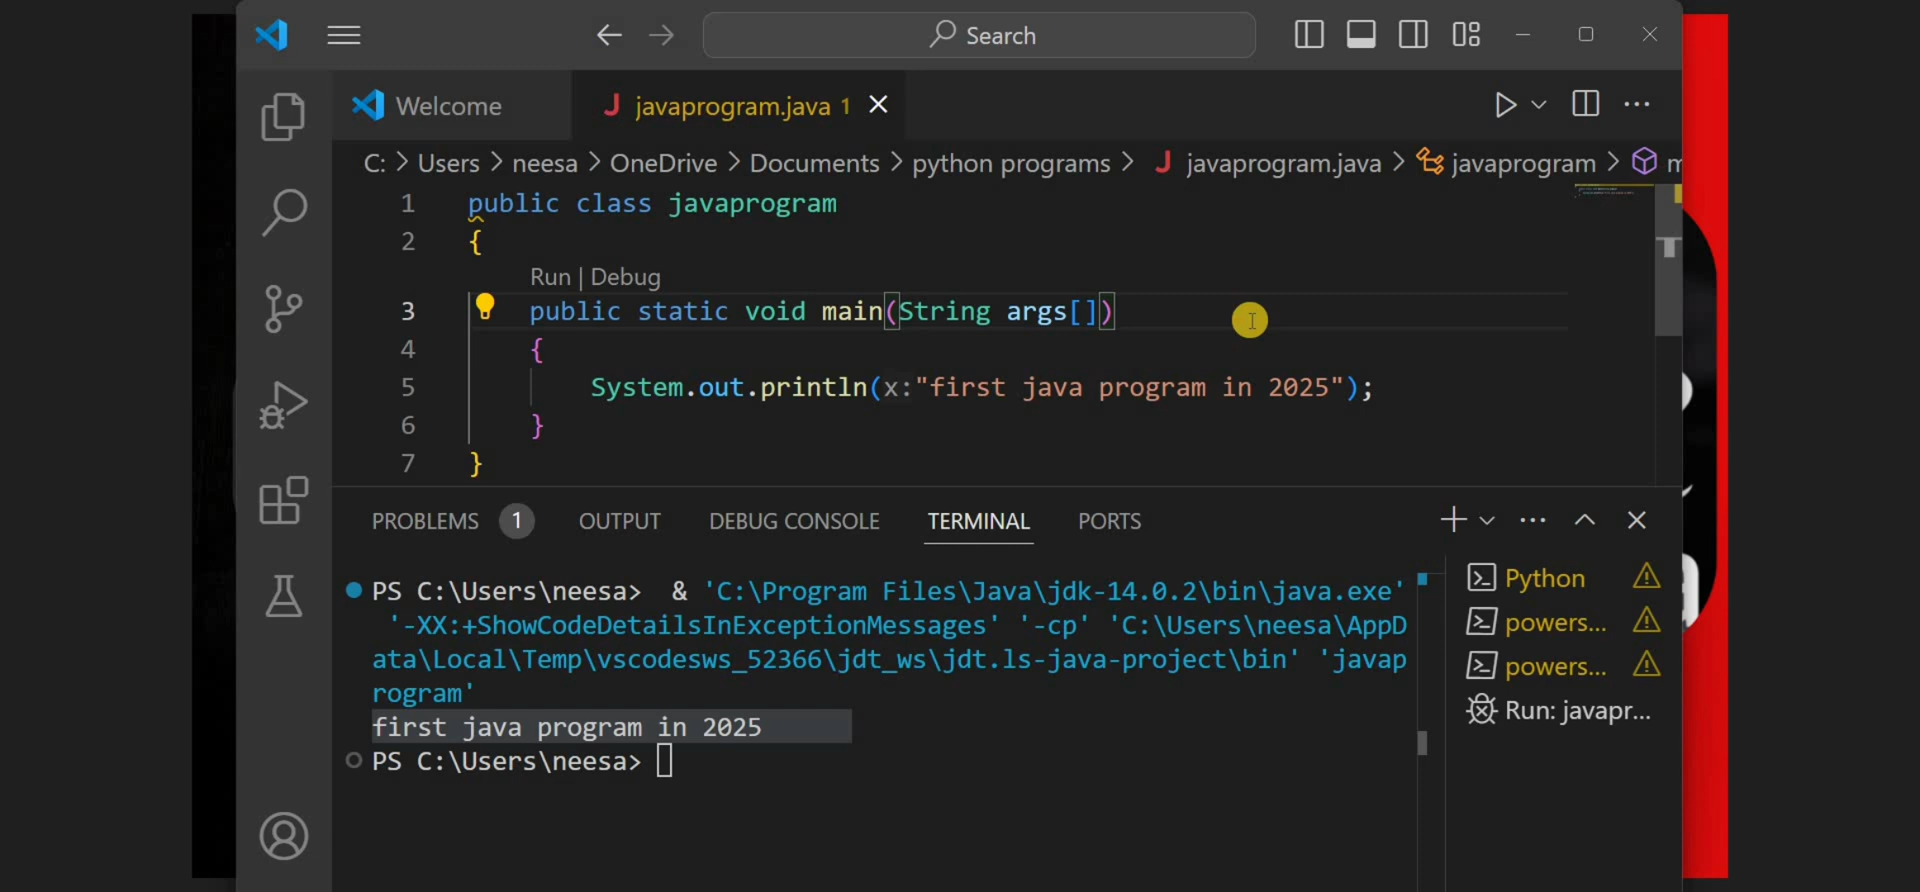 Search
Welcome
J javaprogram.java 1
C: > Users > neesa > OneDrive > Documents > python programs > J javaprogram.java > javaprogram >
1 public class javaprogram
2 {
Run | Debug
3 public static void main(String args[])
4 {
5 System.out.println(x:"first java program in 2025");
6 }
7 }
PROBLEMS 1 OUTPUT DEBUG CONSOLE TERMINAL PORTS
PS C:\Users\neesa>  & 'C:\Program Files\Java\jdk-14.0.2\bin\java.exe'
'-XX:+ShowCodeDetailsInExceptionMessages' '-cp' 'C:\Users\neesa\AppD
ata\Local\Temp\vscodesws_52366\jdt_ws\jdt.ls-java-project\bin' 'javap
rogram'
first java program in 2025
PS C:\Users\neesa>
Python
powers...
powers...
Run: javapr...